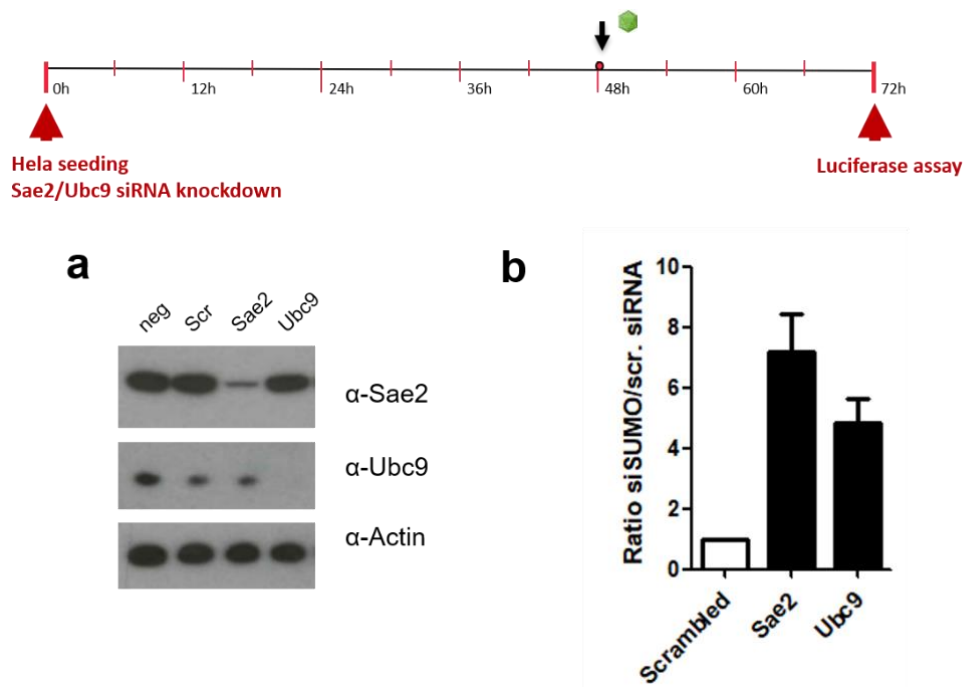 0h
12h
24h
36h
48h
60h
72h
Hela seeding
Sae2/Ubc9 siRNA knockdown
Luciferase assay
a
neg
Scr
Sae2
Ubc9
α-Sae2
α-Ubc9
α-Actin
b
Ratio siSUMO/scr. siRNA
10
8
6
4
2
0
Scrambled
Sae2
Ubc9